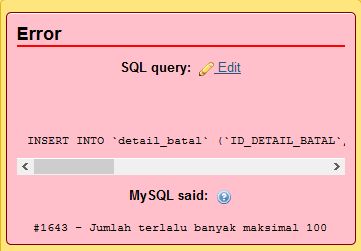 Error
SQL query: Edit
INSERT INTO `detail_batal` (`ID_DETAIL_BATAL`,
MySQL said:
#1643 - Jumlah terlalu banyak maksimal 100